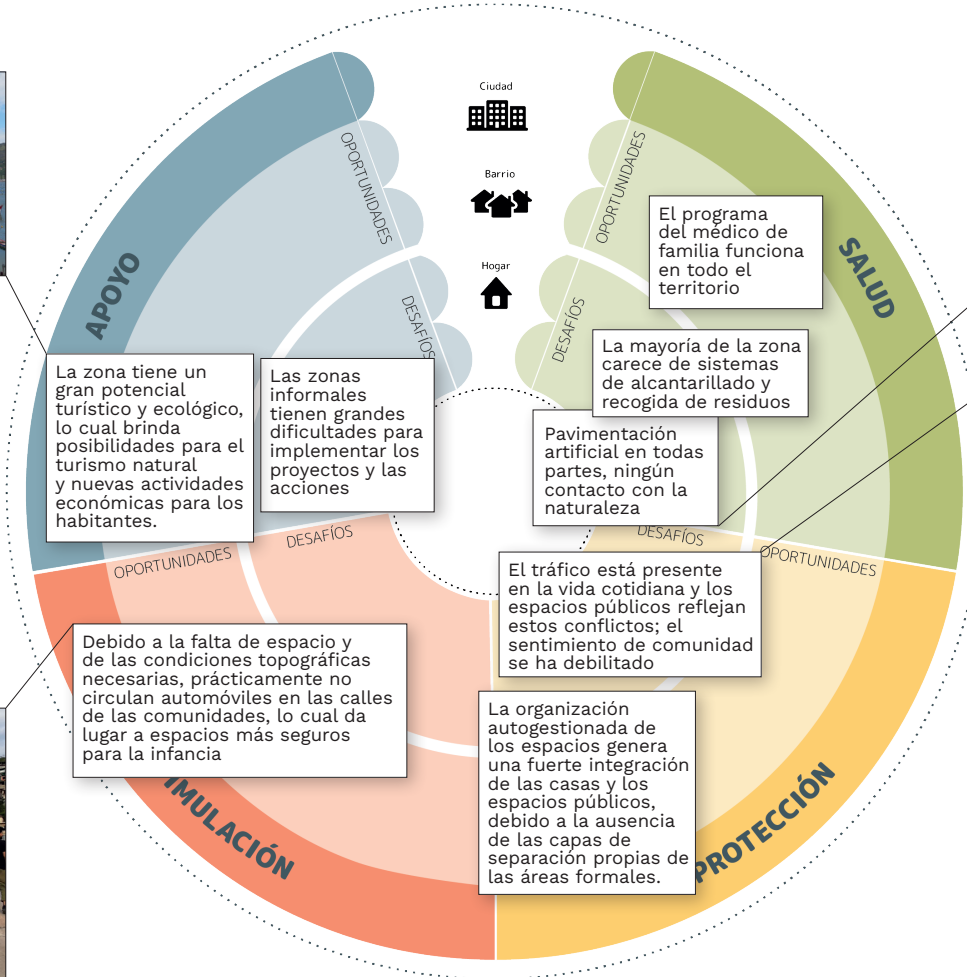 Ciudad
Barrio
Hogar
APOYO
OPORTUNIDADES
DESAFÍOS
La zona tiene un
gran potencial
turístico y ecológico,
lo cual brinda
posibilidades para el
turismo natural
y nuevas actividades
económicas para los
habitantes.
Las zonas
informales
tienen grandes
dificultades para
implementar los
proyectos y las
acciones
SALUD
OPORTUNIDADES
DESAFÍOS
El programa
del médico de
familia funciona
en todo el
territorio
La mayoría de la zona
carece de sistemas
de alcantarillado y
recogida de residuos
Pavimentación
artificial en todas
partes, ningún
contacto con la
naturaleza
OPORTUNIDADES
DESAFÍOS
Debido a la falta de espacio y
de las condiciones topográficas
necesarias, prácticamente no
circulan automóviles en las calles
de las comunidades, lo cual da
lugar a espacios más seguros
para la infancia
IMULACIÓN
DESAFÍOS
OPORTUNIDADES
El tráfico está presente
en la vida cotidiana y los
espacios públicos reflejan
estos conflictos; el
sentimiento de comunidad
se ha debilitado
La organización
autogestionada de
los espacios genera
una fuerte integración
de las casas y los
espacios públicos,
debido a la ausencia
de las capas de
separación propias de
las áreas formales.
PROTECCIÓN